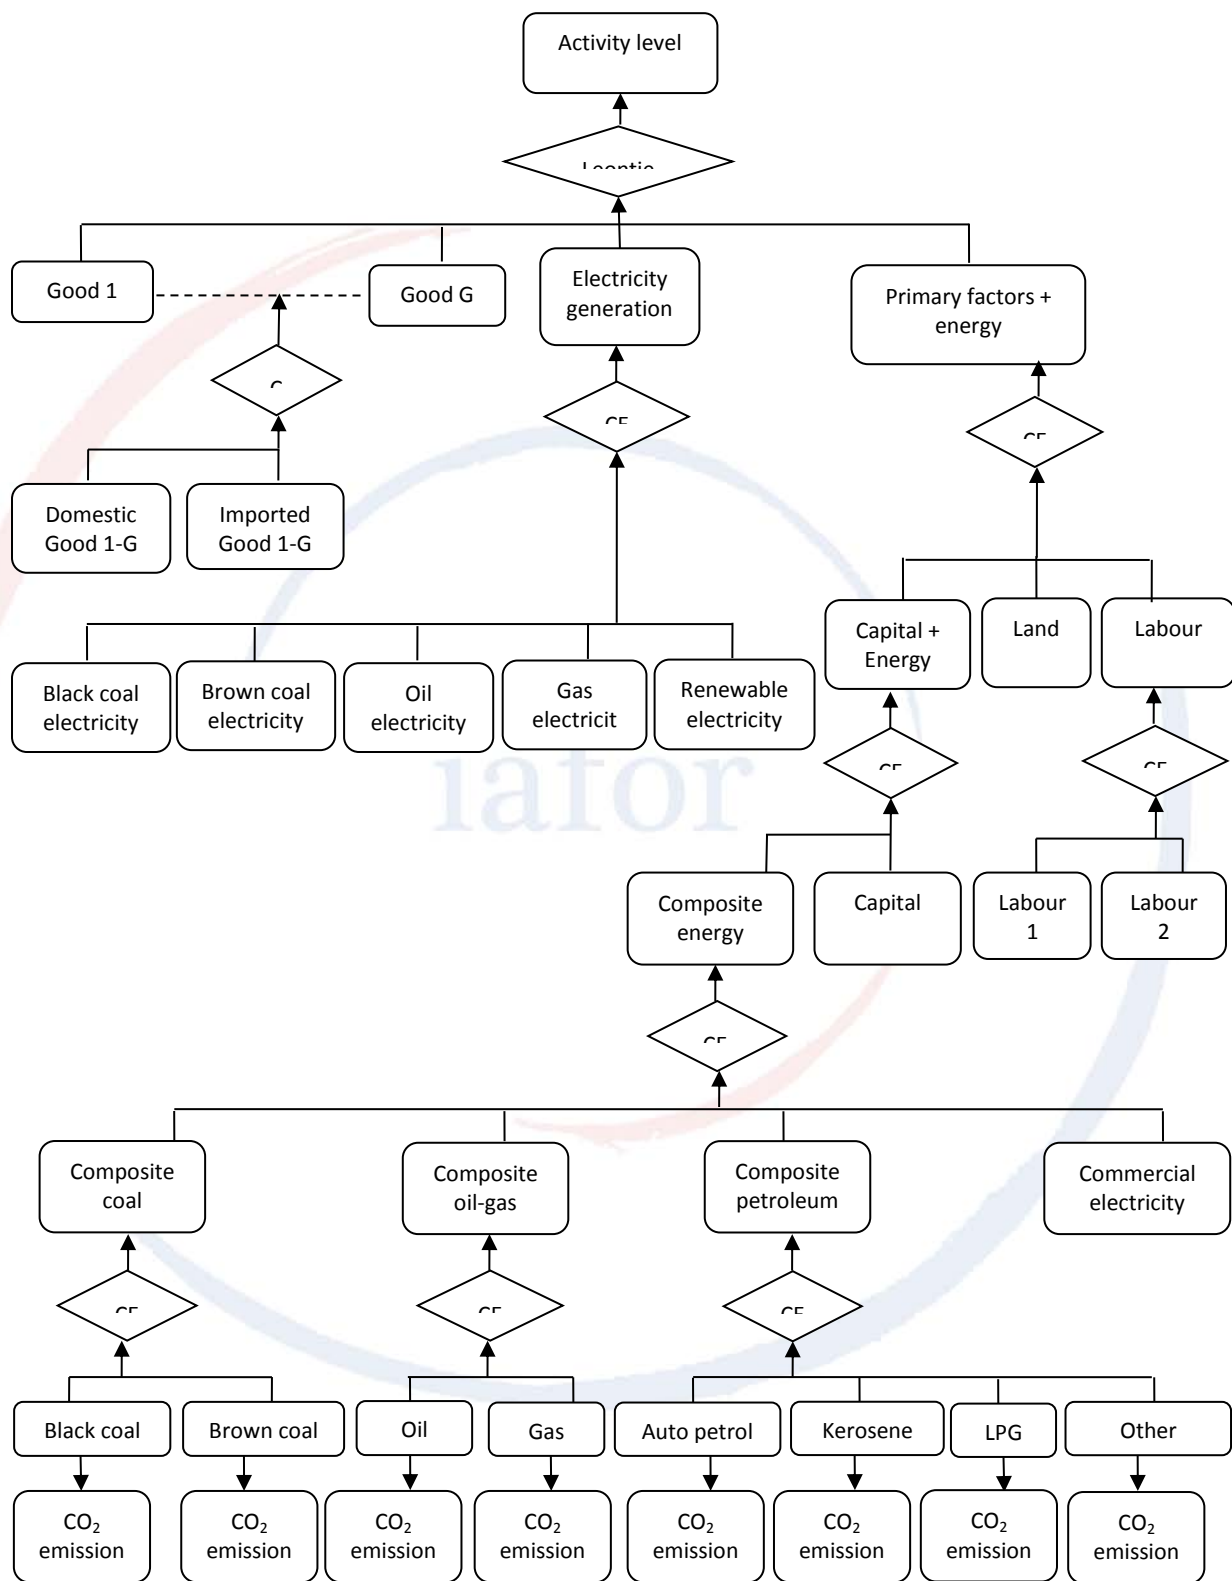 Activity level
Good 1
Good G
Electricity
generation
Primary factors +
energy
Domestic
Good 1-G
Imported
Good 1-G
Capital +
Energy
Land
Labour
Black coal
electricity
Brown coal
electricity
Oil
electricity
Gas
electricit
Renewable
electricity
iafor
Composite
energy
Capital
Labour
1
Labour
2
Composite
coal
Composite
oil-gas
Composite
petroleum
Commercial
electricity
Black coal
Brown coal
Oil
Gas
Auto petrol
Kerosene
LPG
Other
CO₂
emission
CO₂
emission
CO₂
emission
CO₂
emission
CO₂
emission
CO₂
emission
CO₂
emission
CO₂
emission